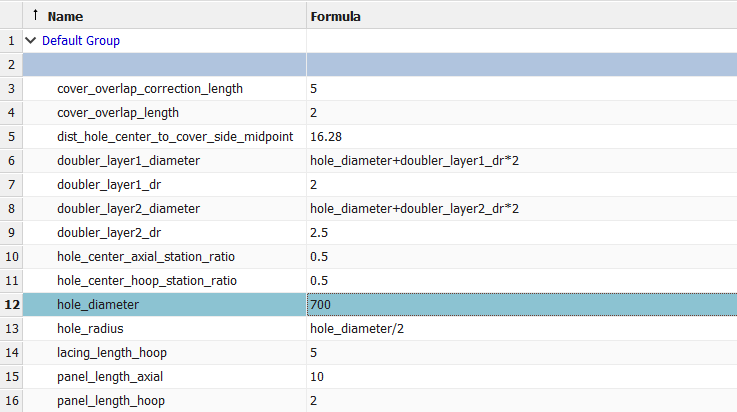 ↑ Name Formula
1 Default Group
2
3 cover_overlap_correction_length 5
4 cover_overlap_length 2
5 dist_hole_center_to_cover_side_midpoint 16.28
6 doubler_layer1_diameter hole_diameter+doubler_layer1_dr*2
7 doubler_layer1_dr 2
8 doubler_layer2_diameter hole_diameter+doubler_layer2_dr*2
9 doubler_layer2_dr 2.5
10 hole_center_axial_station_ratio 0.5
11 hole_center_hoop_station_ratio 0.5
12 hole_diameter 700
13 hole_radius hole_diameter/2
14 lacing_length_hoop 5
15 panel_length_axial 10
16 panel_length_hoop 2